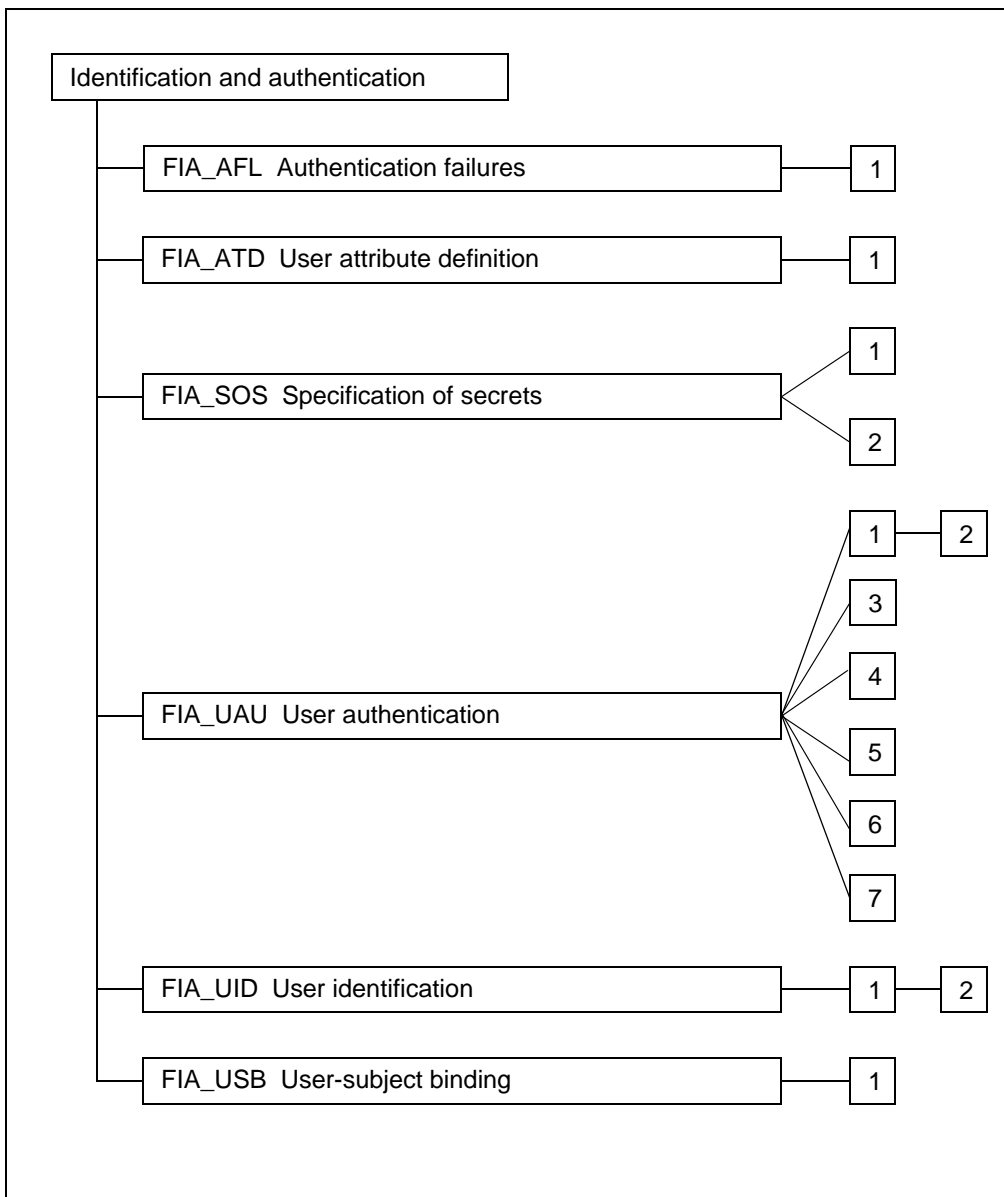 Identification and authentication
FIA_AFL Authentication failures 1
FIA_ATD User attribute definition 1
1
FIA_SOS Specification of secrets
2
1 2
3
4
FIA_UAU User authentication
5
6
7
FIA_UID User identification 1 2
FIA_USB User-subject binding 1